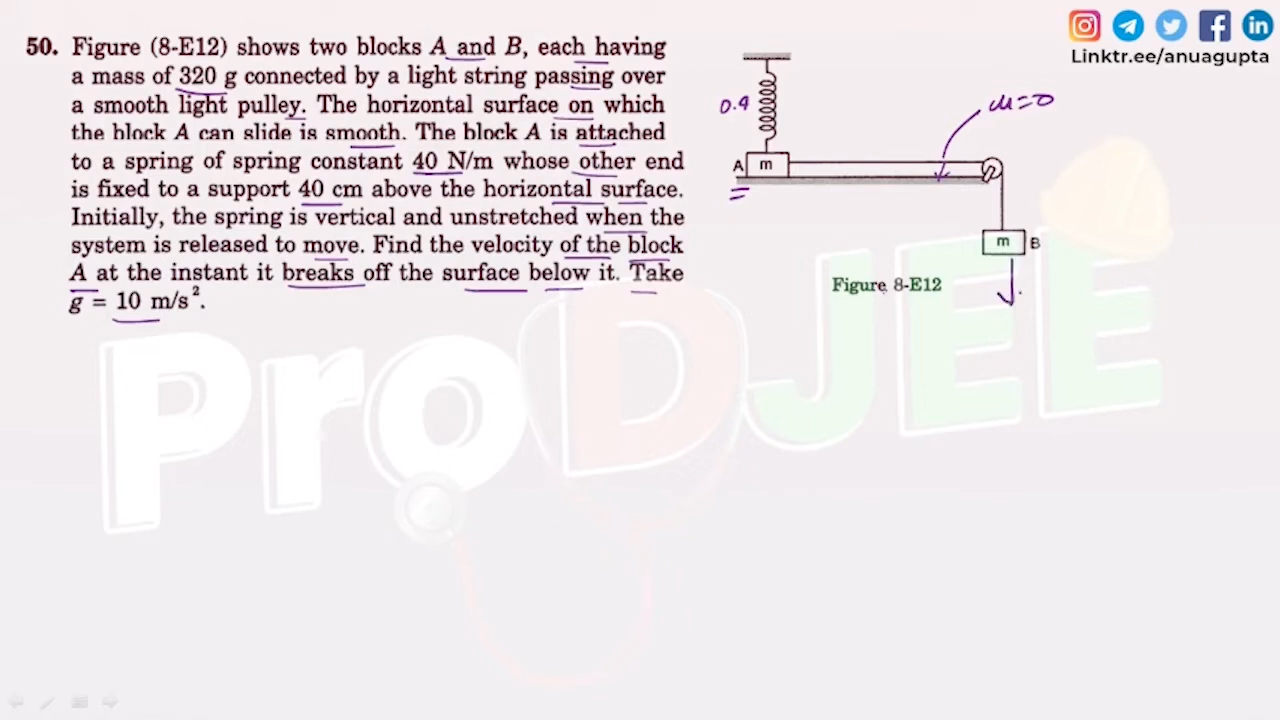 50. Figure (8-E12) shows two blocks A and B, each having
a mass of 320 g connected by a light string passing over
a smooth light pulley. The horizontal surface on which
the block A can slide is smooth. The block A is attached
to a spring of spring constant 40 N/m whose other end
is fixed to a support 40 cm above the horizontal surface.
Initially, the spring is vertical and unstretched when the
system is released to move. Find the velocity of the block
A at the instant it breaks off the surface below it. Take
g = 10 m/s².
Linktr.ee/anuagupta
0.4
μ=0
A m
m B
Figure 8-E12
PrODJEE